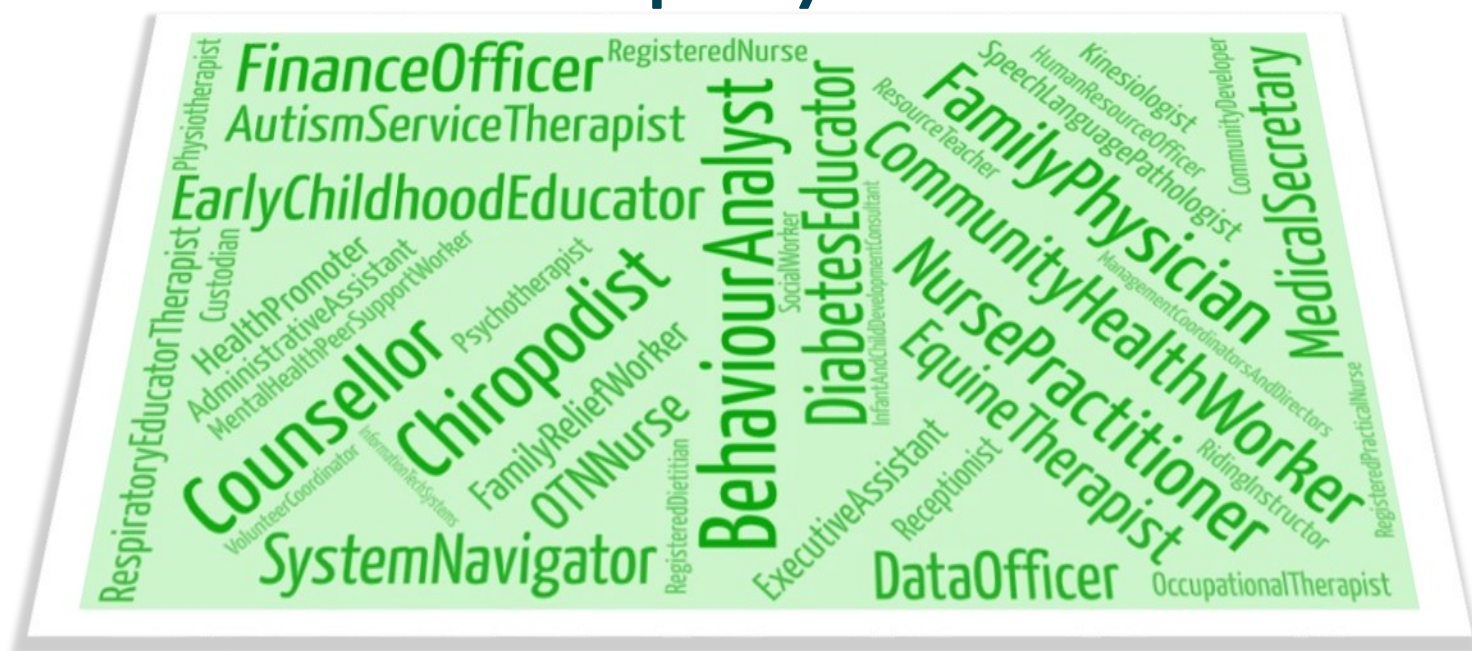 Physiotherapist
FinanceOfficer
RegisteredNurse
AutismServiceTherapist
EarlyChildhoodEducator
RespiratoryEducatorTherapist
Custodian
HealthPromoter
AdministrativeAssistant
MentalHealthPeerSupportWorker
Psychotherapist
Counsellor
Chiropodist
VolunteerCoordinator
InformationTechSystems
FamilyReliefWorker
OTNNurse
RegisteredDietitian
SystemNavigator
BehaviourAnalyst
SocialWorker
DiabetesEducator
InfantAndChildDevelopmentConsultant
Kinesiologist
HumanResourceOfficer
SpeechLanguagePathologist
ResourceTeacher
FamilyPhysician
CommunityDeveloper
MedicalSecretary
CommunityHealthWorker
ManagementCoordinatorsAndDirectors
NursePractitioner
EquineTherapist
RidingInstructor
RegisteredPracticalNurse
ExecutiveAssistant
Receptionist
DataOfficer
OccupationalTherapist